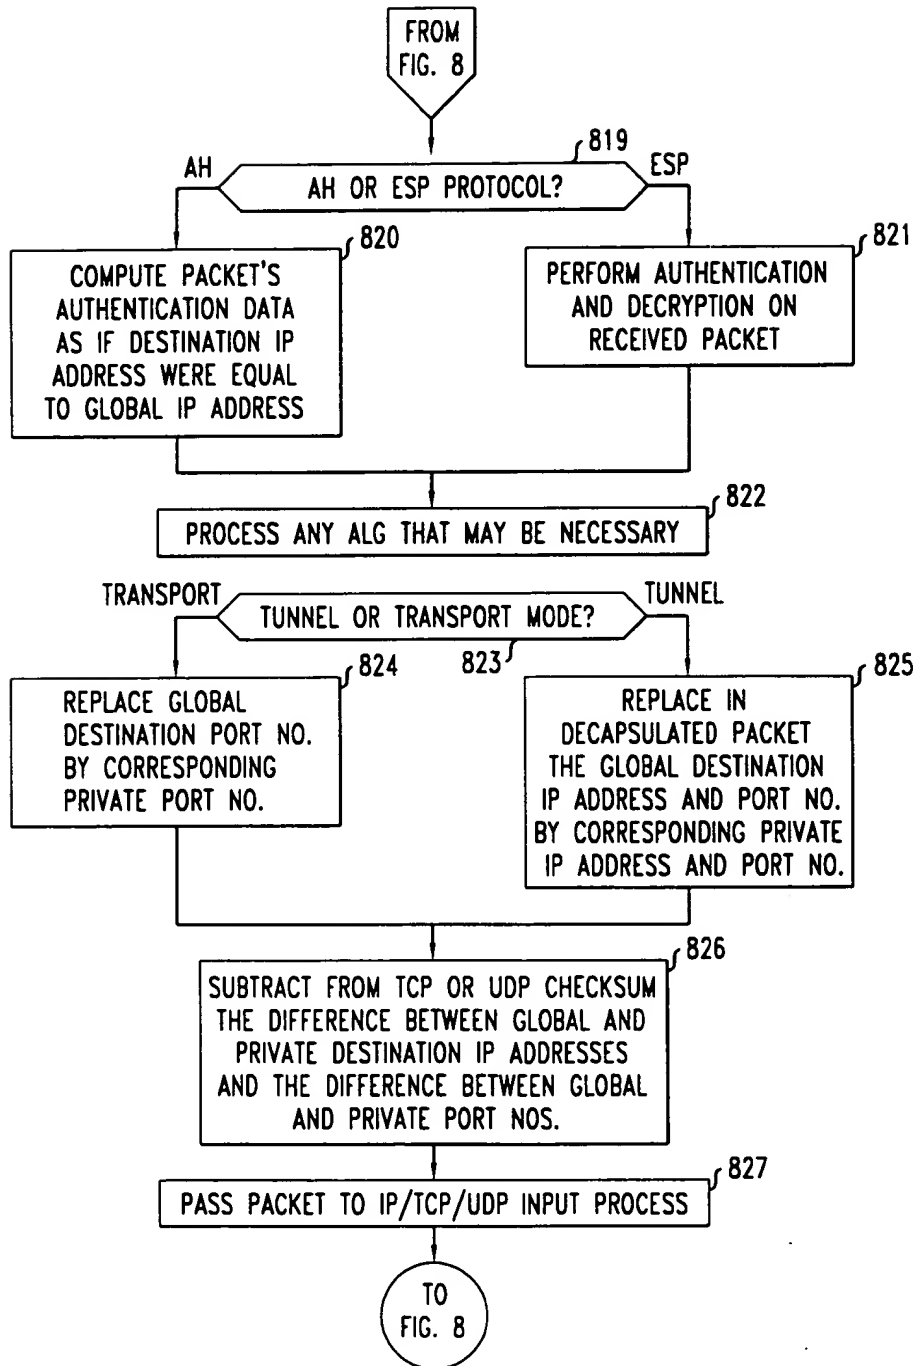 FROM
FIG. 8
819
AH
ESP
AH OR ESP PROTOCOL?
820
821
COMPUTE PACKET'S
AUTHENTICATION DATA
AS IF DESTINATION IP
ADDRESS WERE EQUAL
TO GLOBAL IP ADDRESS
PERFORM AUTHENTICATION
AND DECRYPTION ON
RECEIVED PACKET
822
PROCESS ANY ALG THAT MAY BE NECESSARY
TRANSPORT
TUNNEL
TUNNEL OR TRANSPORT MODE?
823
824
825
REPLACE GLOBAL
DESTINATION PORT NO.
BY CORRESPONDING
PRIVATE PORT NO.
REPLACE IN
DECAPSULATED PACKET
THE GLOBAL DESTINATION
IP ADDRESS AND PORT NO.
BY CORRESPONDING PRIVATE
IP ADDRESS AND PORT NO.
826
SUBTRACT FROM TCP OR UDP CHECKSUM
THE DIFFERENCE BETWEEN GLOBAL AND
PRIVATE DESTINATION IP ADDRESSES
AND THE DIFFERENCE BETWEEN GLOBAL
AND PRIVATE PORT NOS.
827
PASS PACKET TO IP/TCP/UDP INPUT PROCESS
TO
FIG. 8